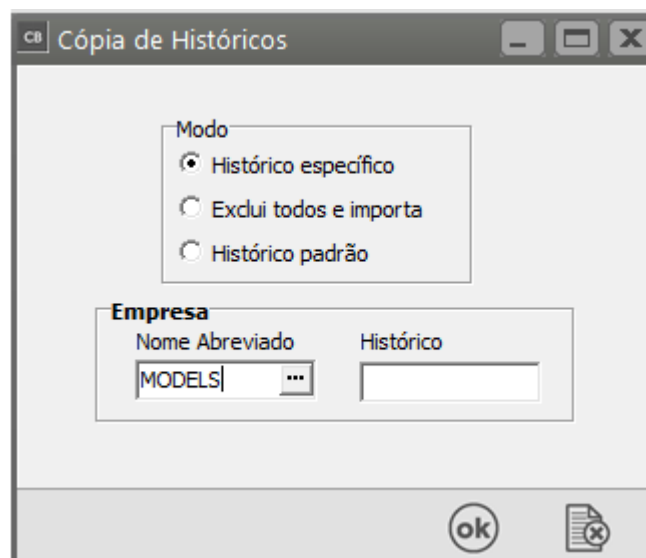 CB Cópia de Históricos
Modo
Histórico específico
Exclui todos e importa
Histórico padrão
Empresa
Nome Abreviado Histórico
MODELS ...
ok